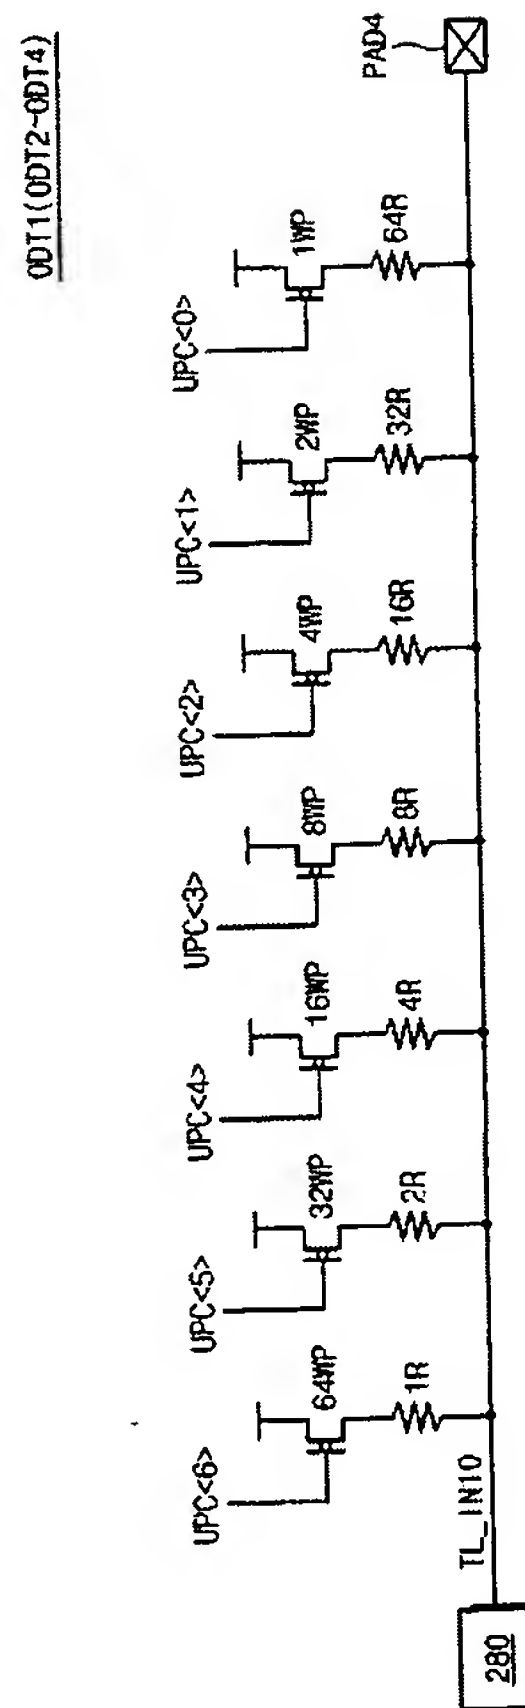 ODT1(ODT2~ODT4)
UPC<6>
UPC<5>
UPC<4>
UPC<3>
UPC<2>
UPC<1>
UPC<0>
64WP
32WP
16WP
8WP
4WP
2WP
1WP
1R
2R
4R
8R
16R
32R
64R
PAD4
TL_IN10
280